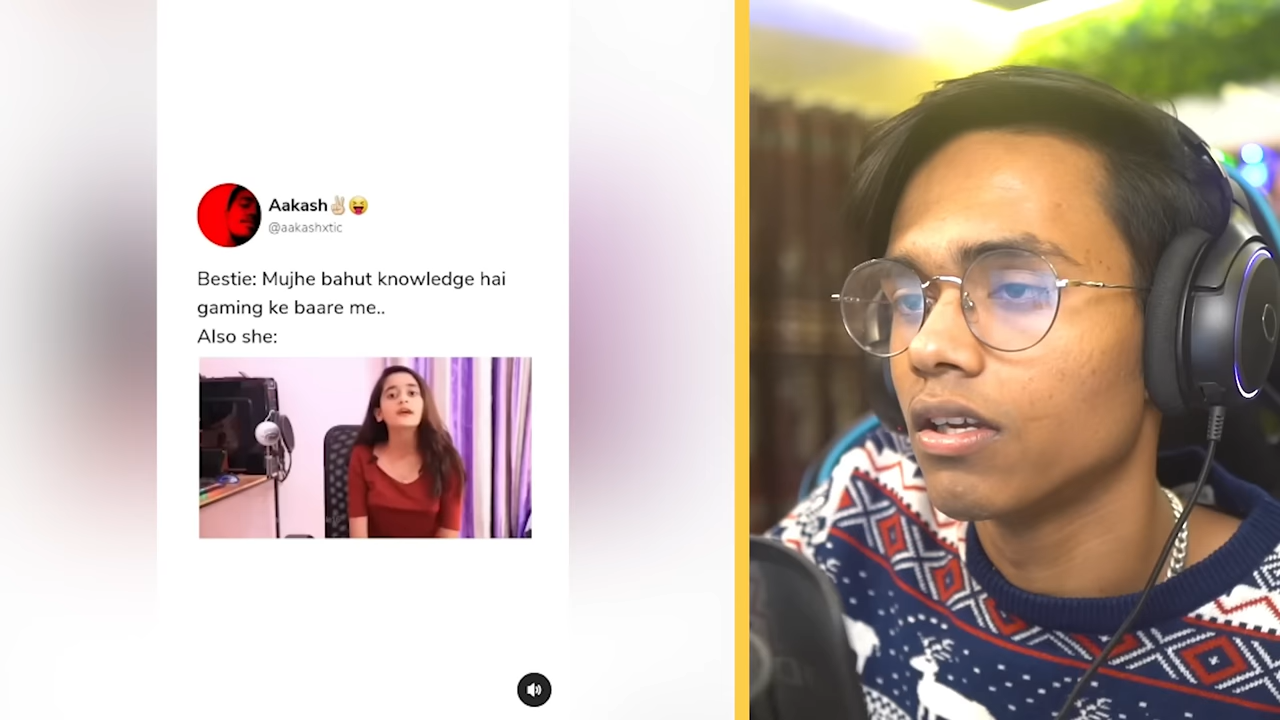 Aakash✌🏻😝
@aakashxtic
Bestie: Mujhe bahut knowledge hai
gaming ke baare me..
Also she: